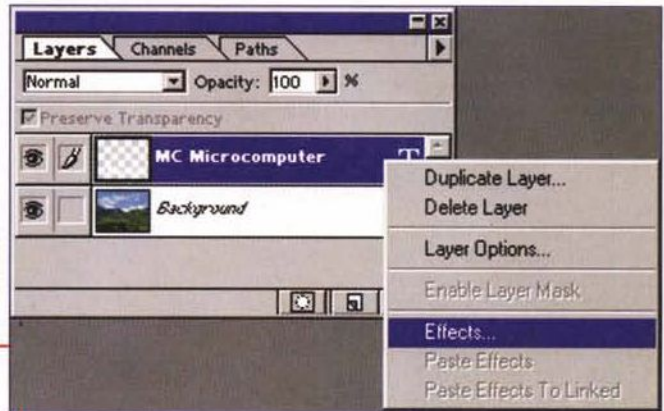 Layers Channels Paths
Normal Opacity: 100 %
Preserve Transparency
MC Microcomputer T
Background
Duplicate Layer...
Delete Layer
Layer Options...
Enable Layer Mask
Effects...
Paste Effects
Paste Effects To Linked